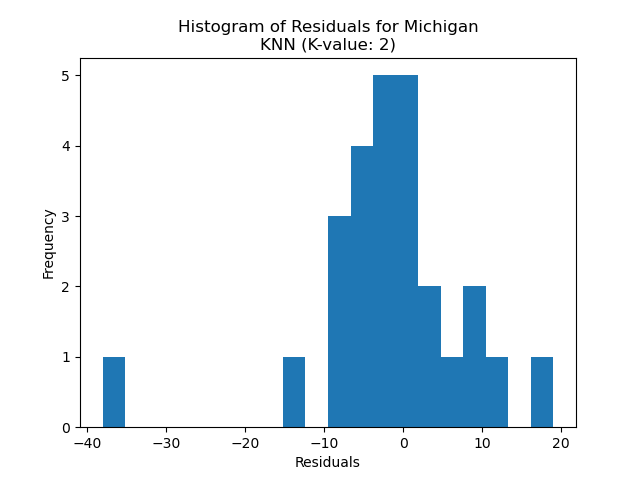 Histogram of Residuals for Michigan
KNN (K-value: 2)
5
4
3
2
1
0
Frequency
−40 −30 −20 −10 0 10 20
Residuals